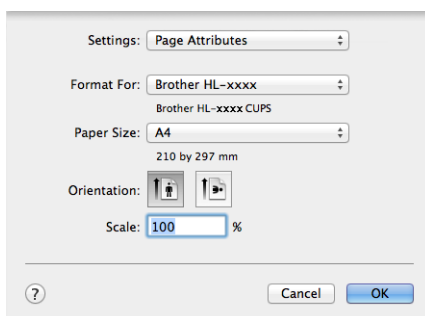 Settings: Page Attributes
Format For: Brother HL-xxxx
Brother HL-xxxx CUPS
Paper Size: A4
210 by 297 mm
Orientation:
Scale: 100 %
? Cancel OK